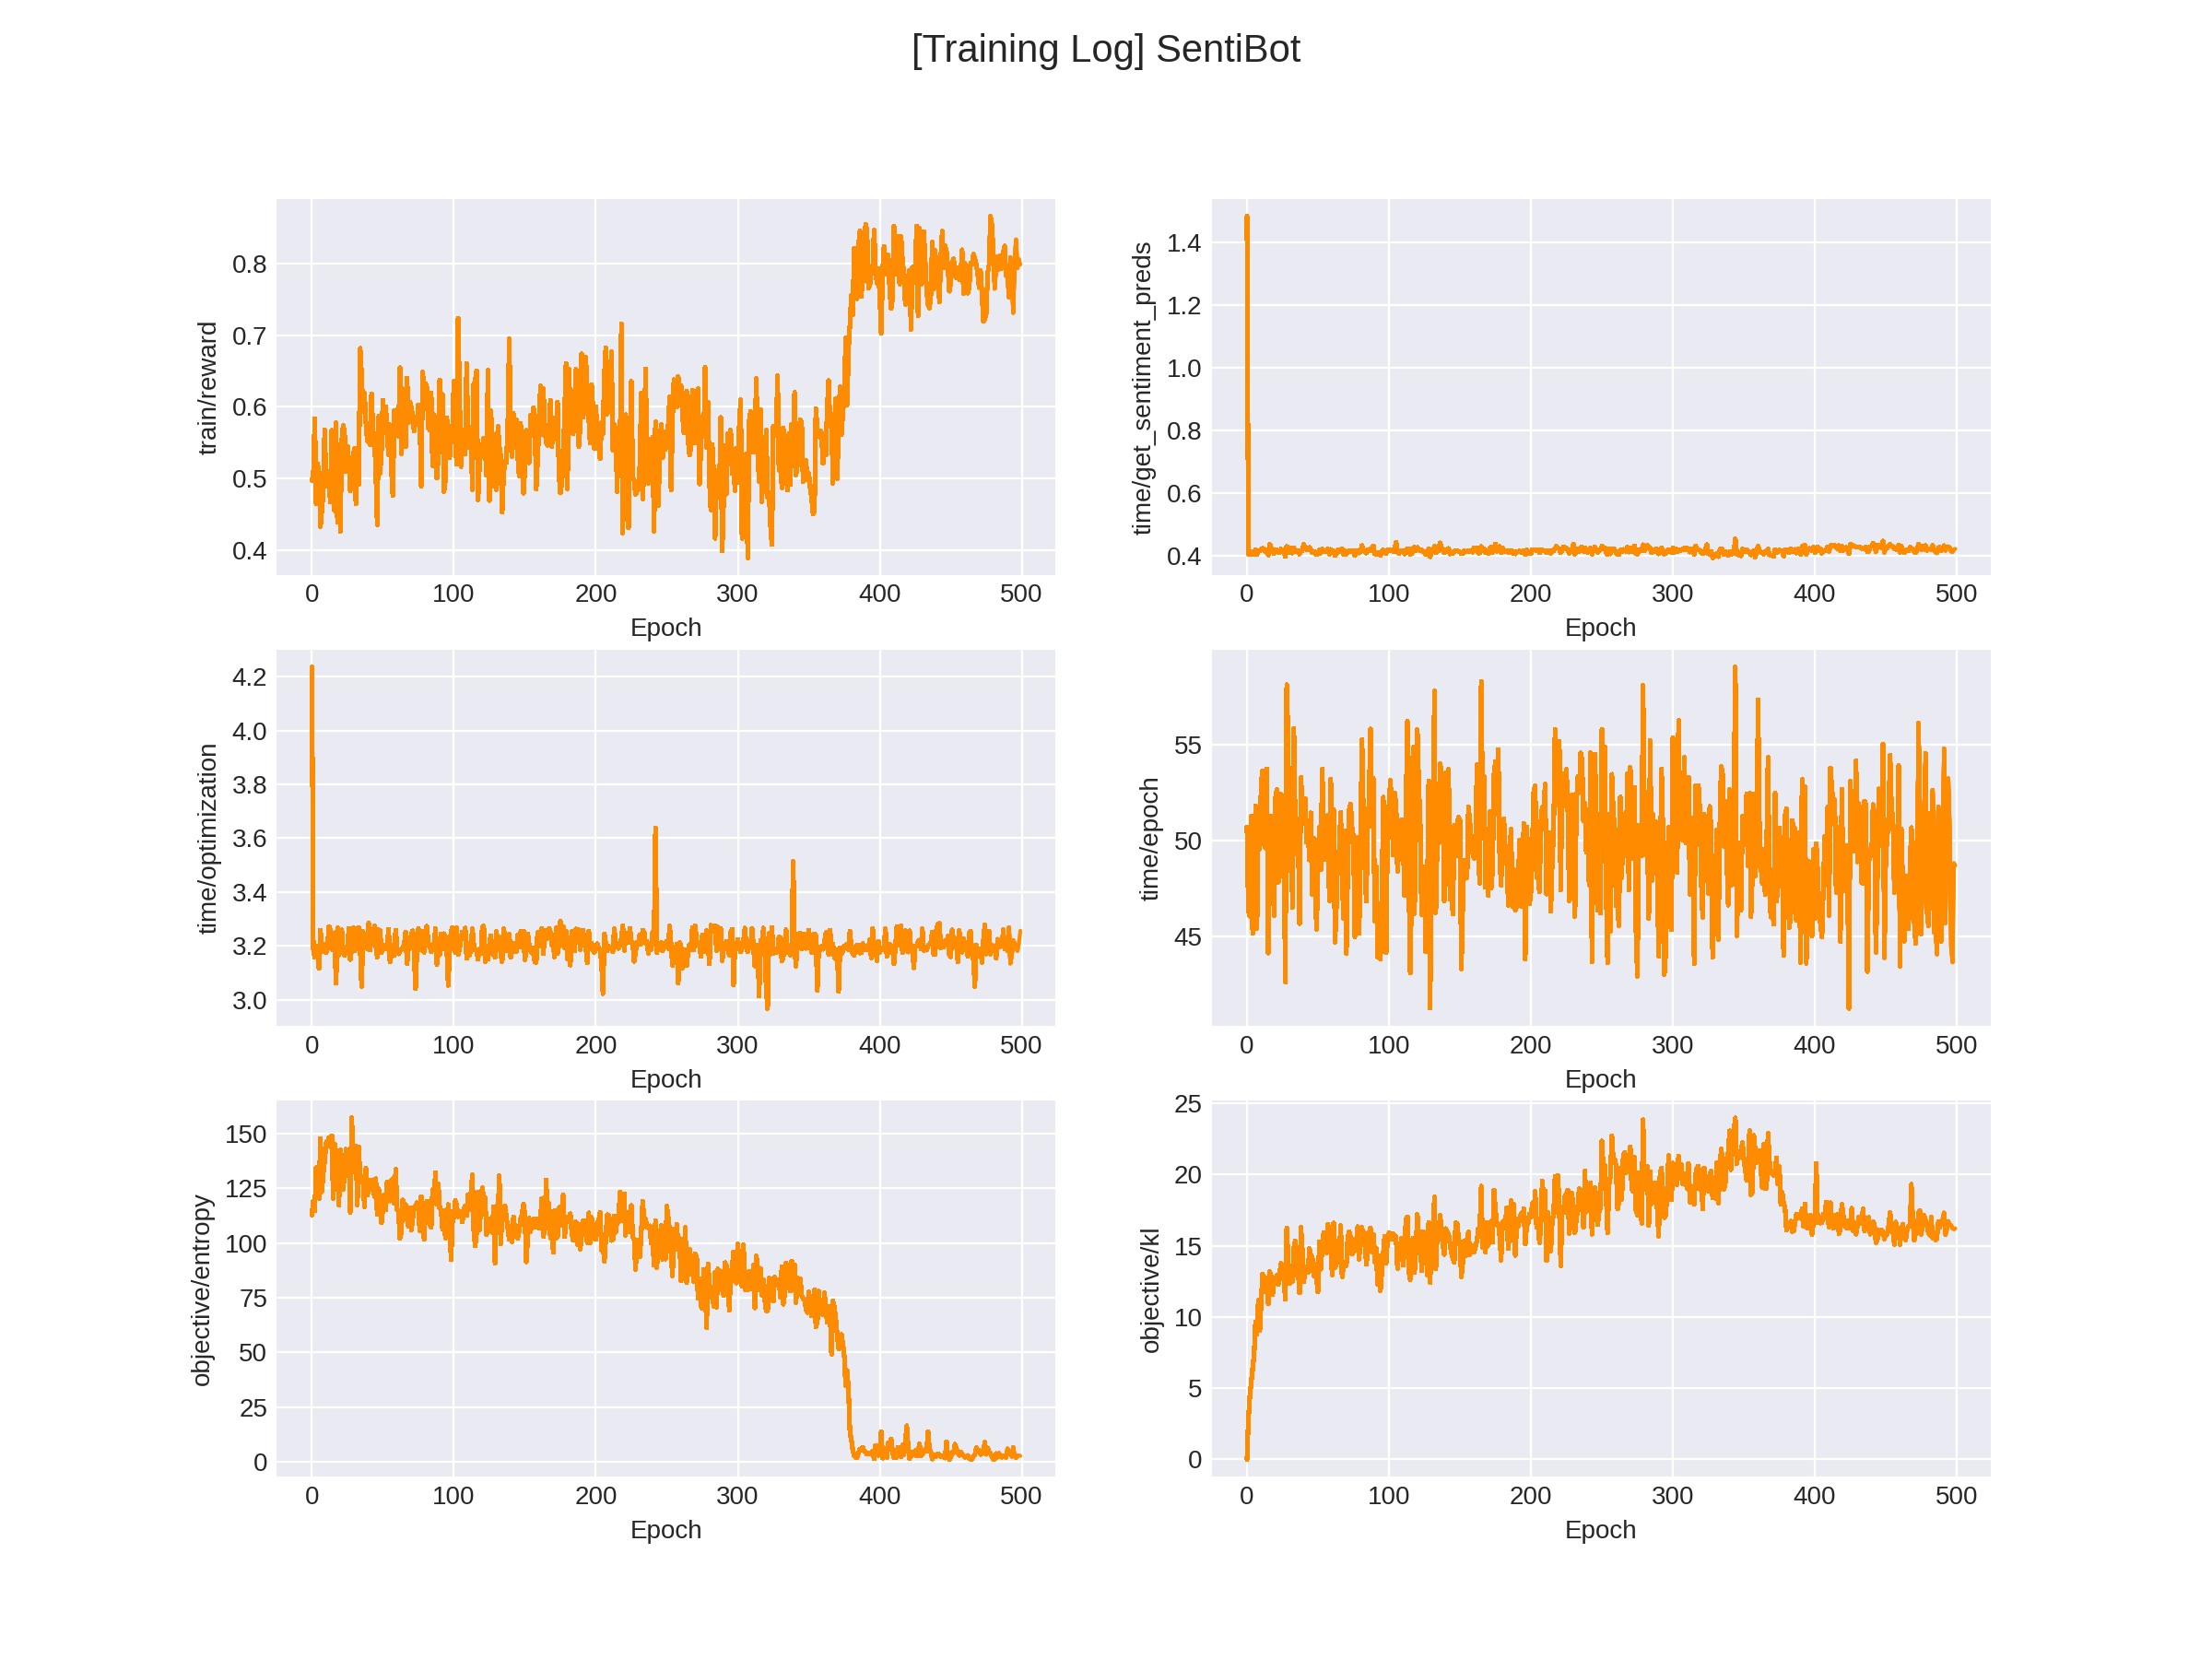 [Training Log] SentiBot
train/reward
0.8
0.7
0.6
0.5
0.4
0 100 200 300 400 500
Epoch
time/get_sentiment_preds
1.4
1.2
1.0
0.8
0.6
0.4
0 100 200 300 400 500
Epoch
time/optimization
4.2
4.0
3.8
3.6
3.4
3.2
3.0
0 100 200 300 400 500
Epoch
time/epoch
55
50
45
0 100 200 300 400 500
Epoch
objective/entropy
150
125
100
75
50
25
0
0 100 200 300 400 500
Epoch
objective/kl
25
20
15
10
5
0
0 100 200 300 400 500
Epoch